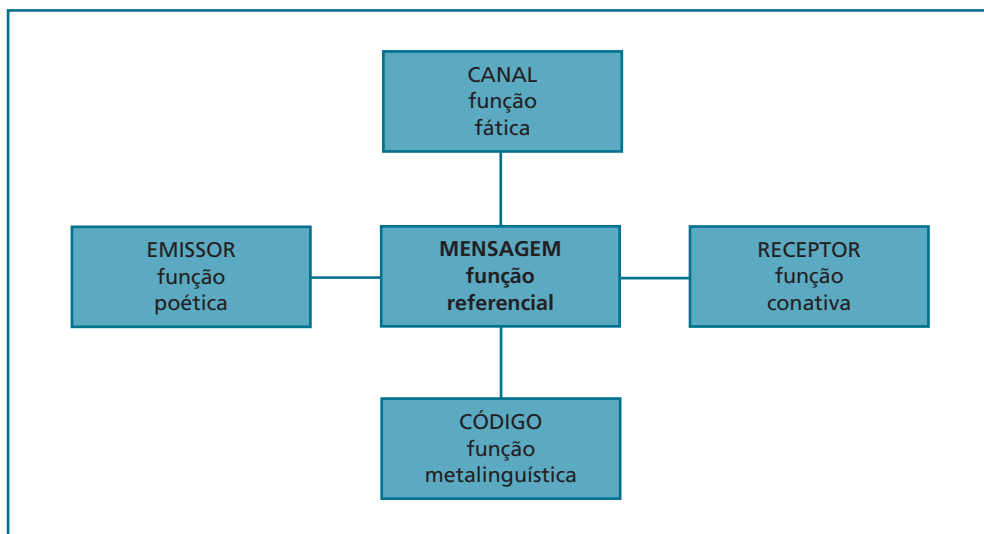 CANAL
função
fática
EMISSOR
função
poética
MENSAGEM
função
referencial
RECEPTOR
função
conativa
CÓDIGO
função
metalinguística